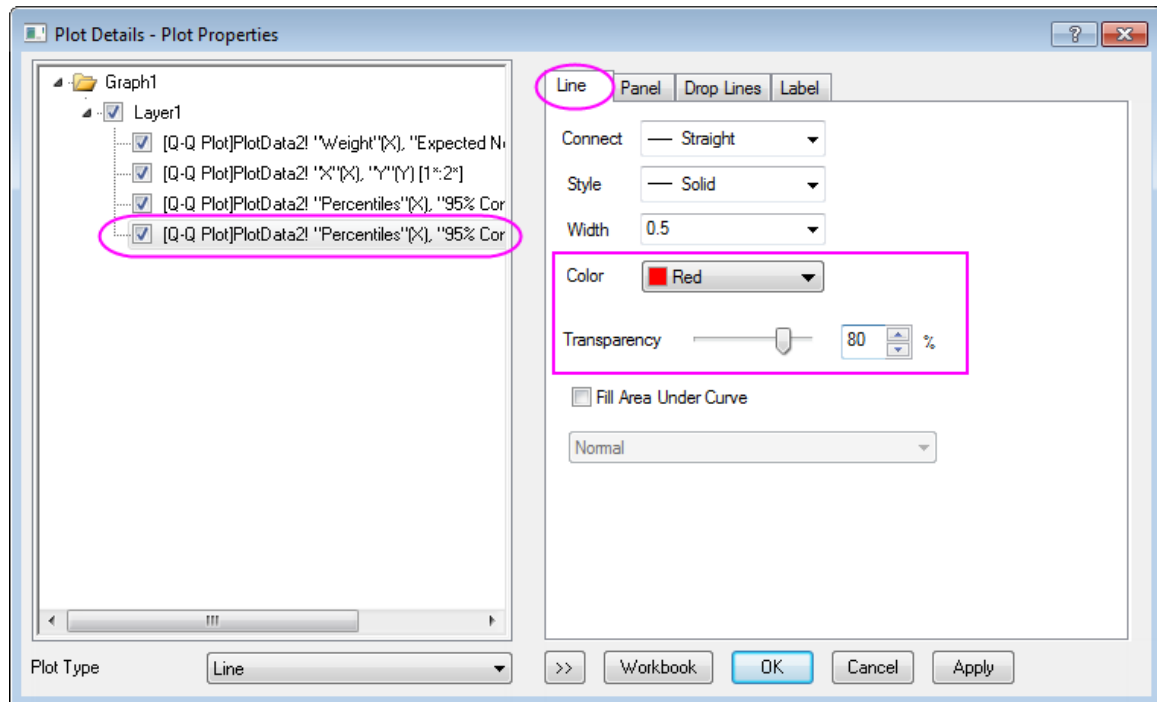 Plot Details - Plot Properties
Graph1
Layer1
[Q-Q Plot]PlotData2! "Weight"(X), "Expected
[Q-Q Plot]PlotData2! "X"(X), "Y"(Y) [1*:2*]
[Q-Q Plot]PlotData2! "Percentiles"(X), "95%
[Q-Q Plot]PlotData2! "Percentiles"(X), "95%
Plot Type Line
Line Panel Drop Lines Label
Connect Straight
Style Solid
Width 0.5
Color Red
Transparency 80 %
Fill Area Under Curve
Normal
>> Workbook OK Cancel Apply